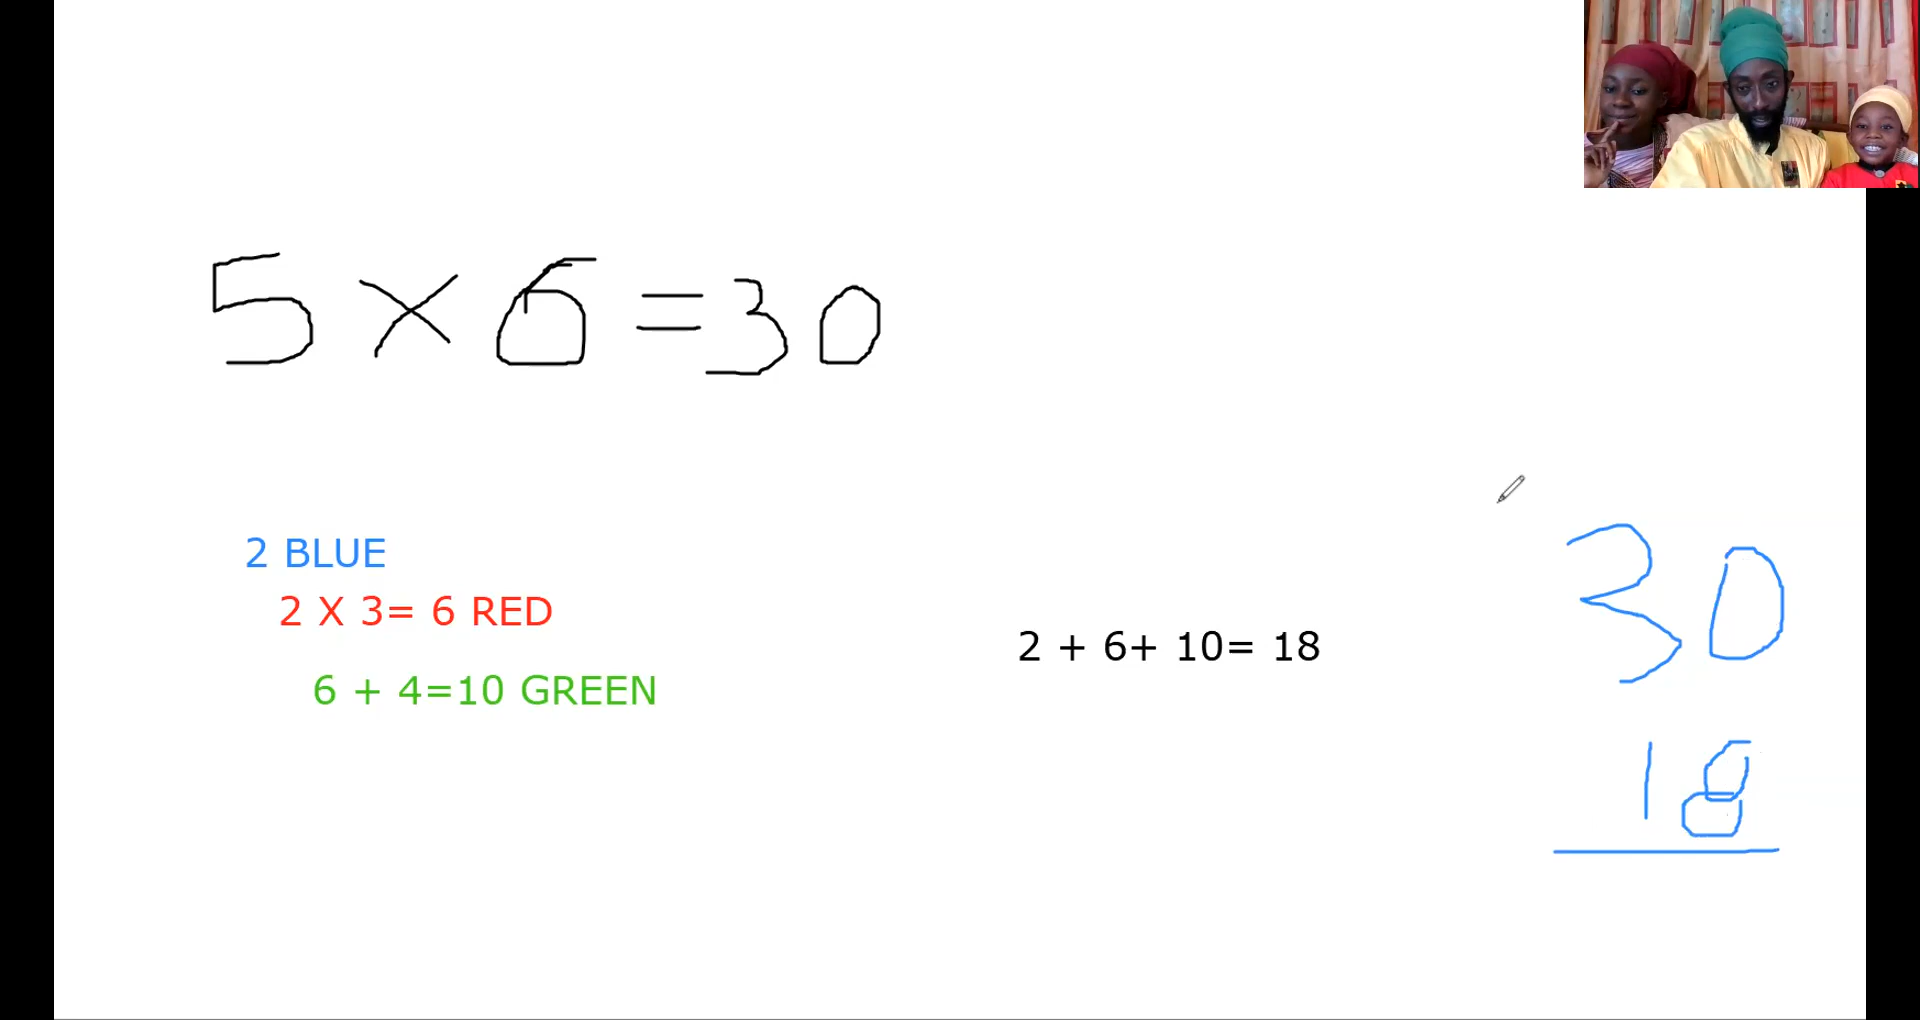 5 × 6 = 30
2 BLUE
2 X 3= 6 RED
6 + 4=10 GREEN
2 + 6+ 10= 18
30
18